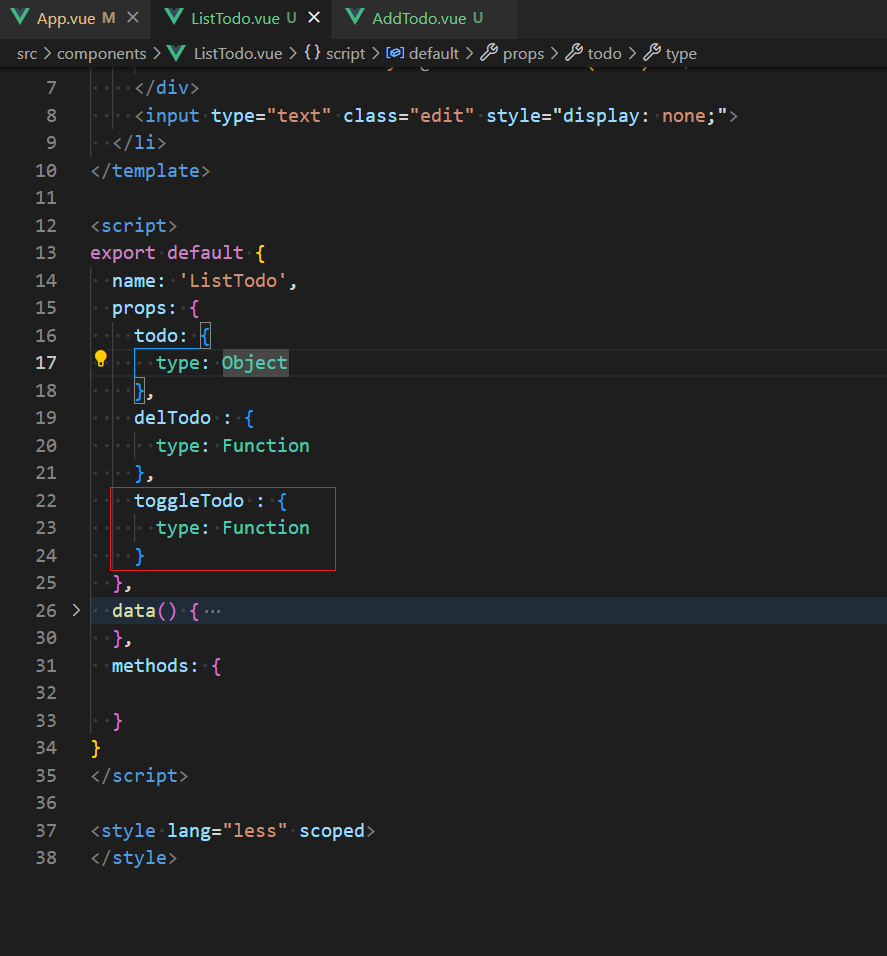 App.vue M ListTodo.vue U AddTodo.vue U
src > components > ListTodo.vue > {} script > default > props > todo > type
7 </div>
8 <input type="text" class="edit" style="display: none;">
9 </li>
10 </template>
11
12 <script>
13 export default {
14 name: 'ListTodo',
15 props: {
16 todo: {
17 type: Object
18 },
19 delTodo : {
20 type: Function
21 },
22 toggleTodo : {
23 type: Function
24 }
25 },
26 data() { ···
30 },
31 methods: {
32
33 }
34 }
35 </script>
36
37 <style lang="less" scoped>
38 </style>